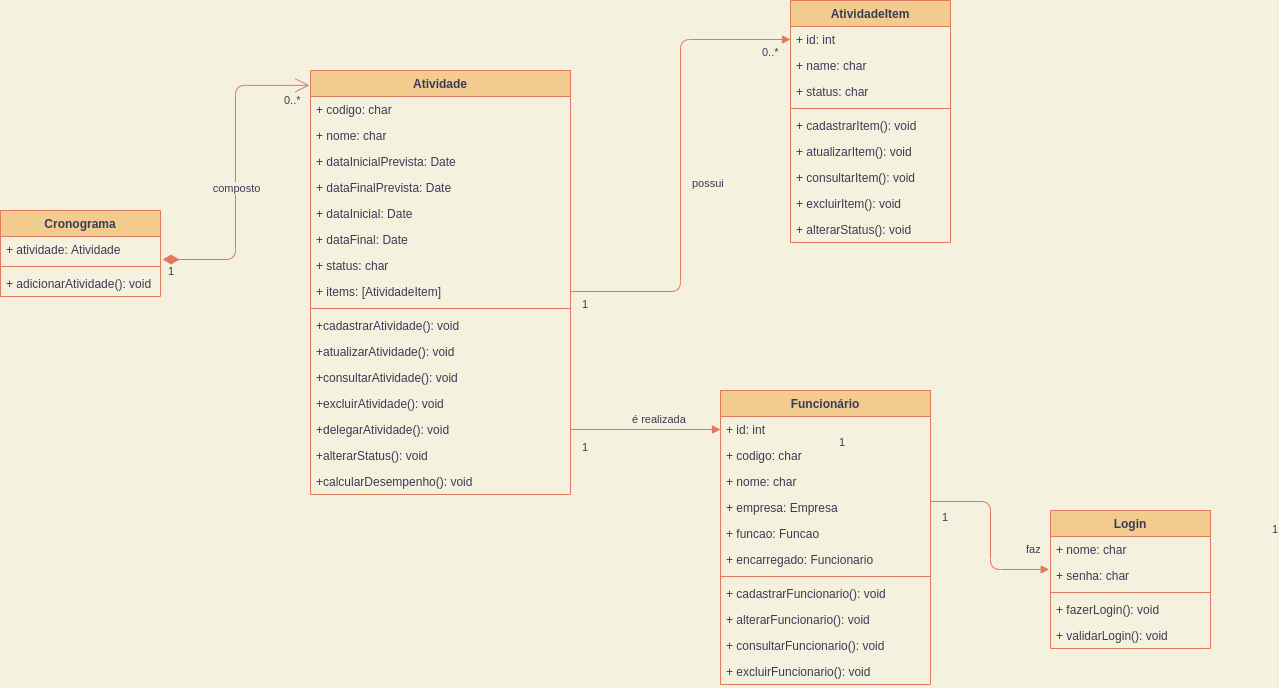 Cronograma
+ atividade: Atividade
+ adicionarAtividade(): void
1
composto
0..*
Atividade
+ codigo: char
+ nome: char
+ dataInicialPrevista: Date
+ dataFinalPrevista: Date
+ dataInicial: Date
+ dataFinal: Date
+ status: char
+ items: [AtividadeItem]
+cadastrarAtividade(): void
+atualizarAtividade(): void
+consultarAtividade(): void
+excluirAtividade(): void
+delegarAtividade(): void
+alterarStatus(): void
+calcularDesempenho(): void
1
possui
0..*
AtividadeItem
+ id: int
+ name: char
+ status: char
+ cadastrarItem(): void
+ atualizarItem(): void
+ consultarItem(): void
+ excluirItem(): void
+ alterarStatus(): void
1
é realizada
Funcionário
+ id: int
1
+ codigo: char
+ nome: char
+ empresa: Empresa
+ funcao: Funcao
+ encarregado: Funcionario
+ cadastrarFuncionario(): void
+ alterarFuncionario(): void
+ consultarFuncionario(): void
+ excluirFuncionario(): void
1
faz
Login
+ nome: char
+ senha: char
+ fazerLogin(): void
+ validarLogin(): void
1